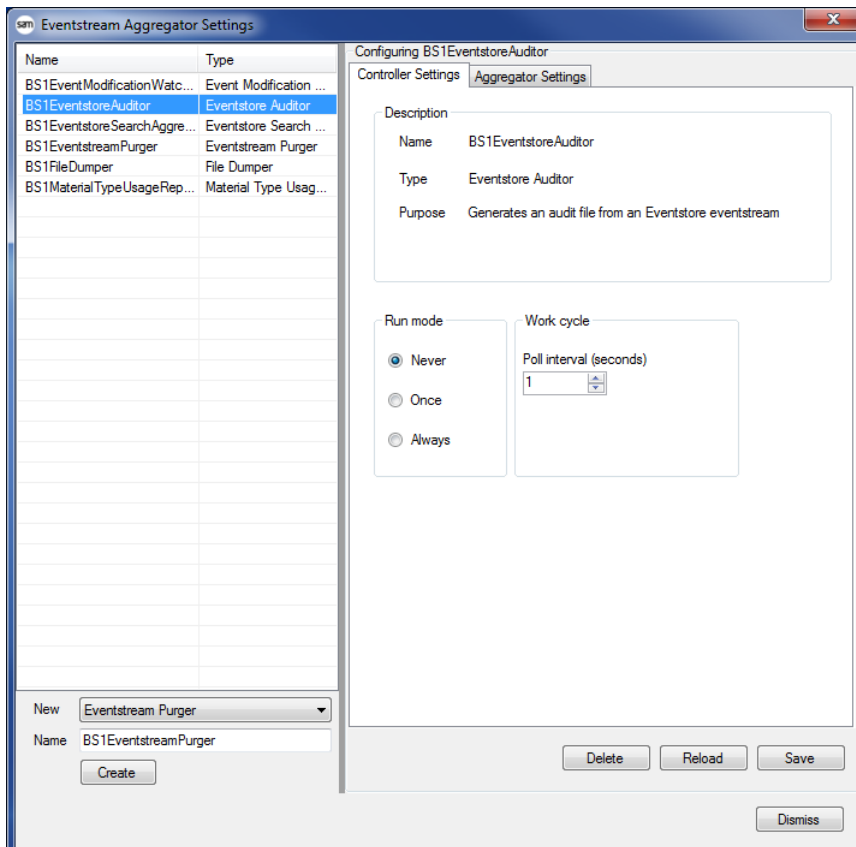 sam Eventstream Aggregator Settings
Name Type
BS1EventModificationWatc... Event Modification ...
BS1EventstoreAuditor Eventstore Auditor
BS1EventstoreSearchAggre... Eventstore Search ...
BS1EventstreamPurger Eventstream Purger
BS1FileDumper File Dumper
BS1MaterialTypeUsageRep... Material Type Usag...
New Eventstream Purger
Name BS1EventstreamPurger
Create
Configuring BS1EventstoreAuditor
Controller Settings Aggregator Settings
Description
Name BS1EventstoreAuditor
Type Eventstore Auditor
Purpose Generates an audit file from an Eventstore eventstream
Run mode
Never
Once
Always
Work cycle
Poll interval (seconds)
1
Delete Reload Save
Dismiss